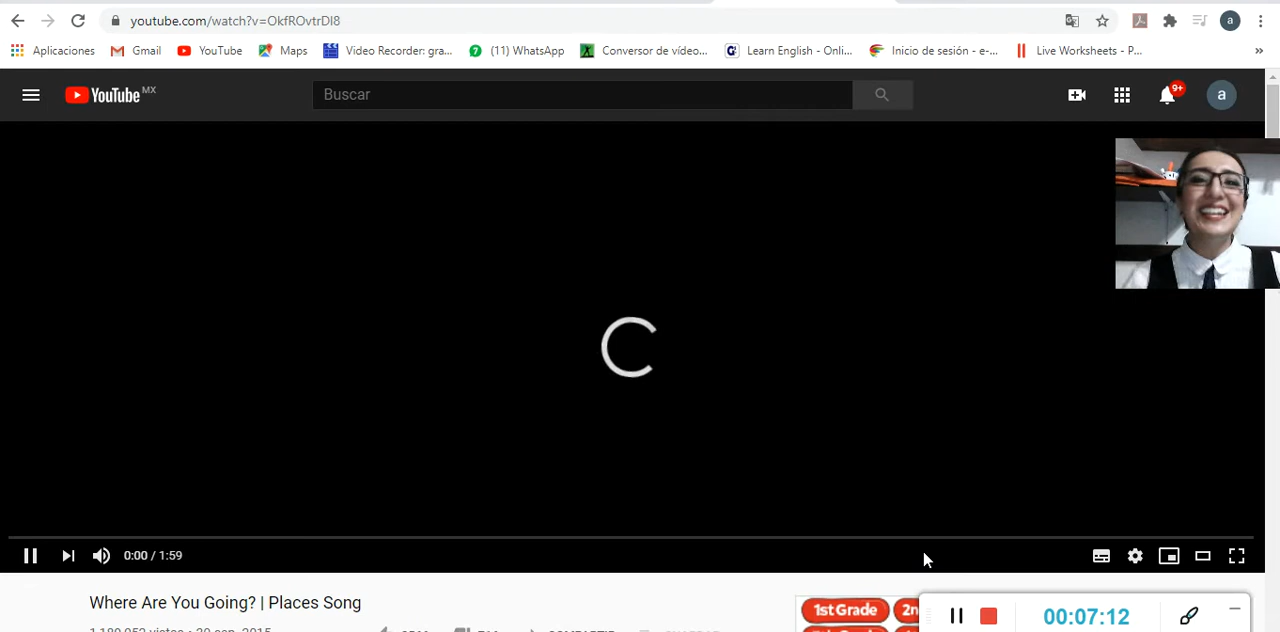 youtube.com/watch?v=OkfROvtrDI8
a
Aplicaciones
Gmail
YouTube
Maps
Video Recorder: gra...
(11) WhatsApp
Conversor de vídeo...
Learn English - Onli...
Inicio de sesión - e-...
Live Worksheets - P...
»
YouTube MX
Buscar
9+
a
0:00 / 1:59
Where Are You Going? | Places Song
1st Grade
2n
00:07:12